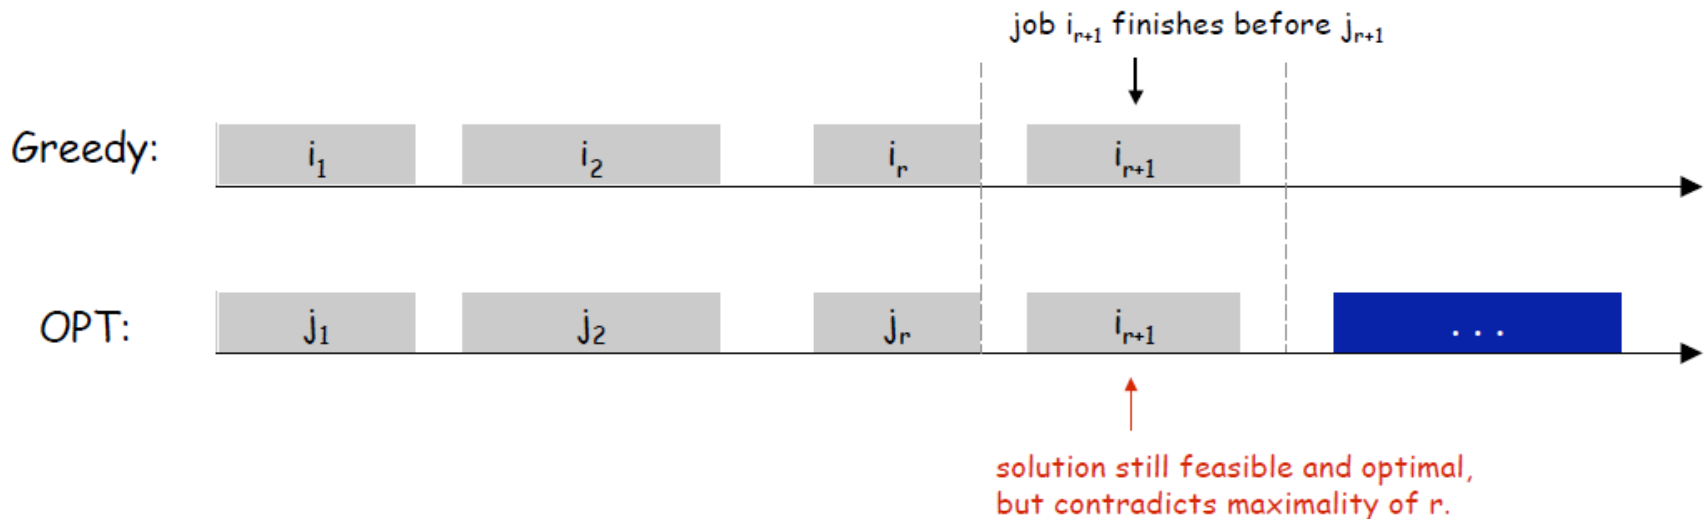 job i_{r+1} finishes before j_{r+1}
Greedy: i_1 i_2 i_r i_{r+1}
OPT: j_1 j_2 j_r i_{r+1} . . .
solution still feasible and optimal,
but contradicts maximality of r.